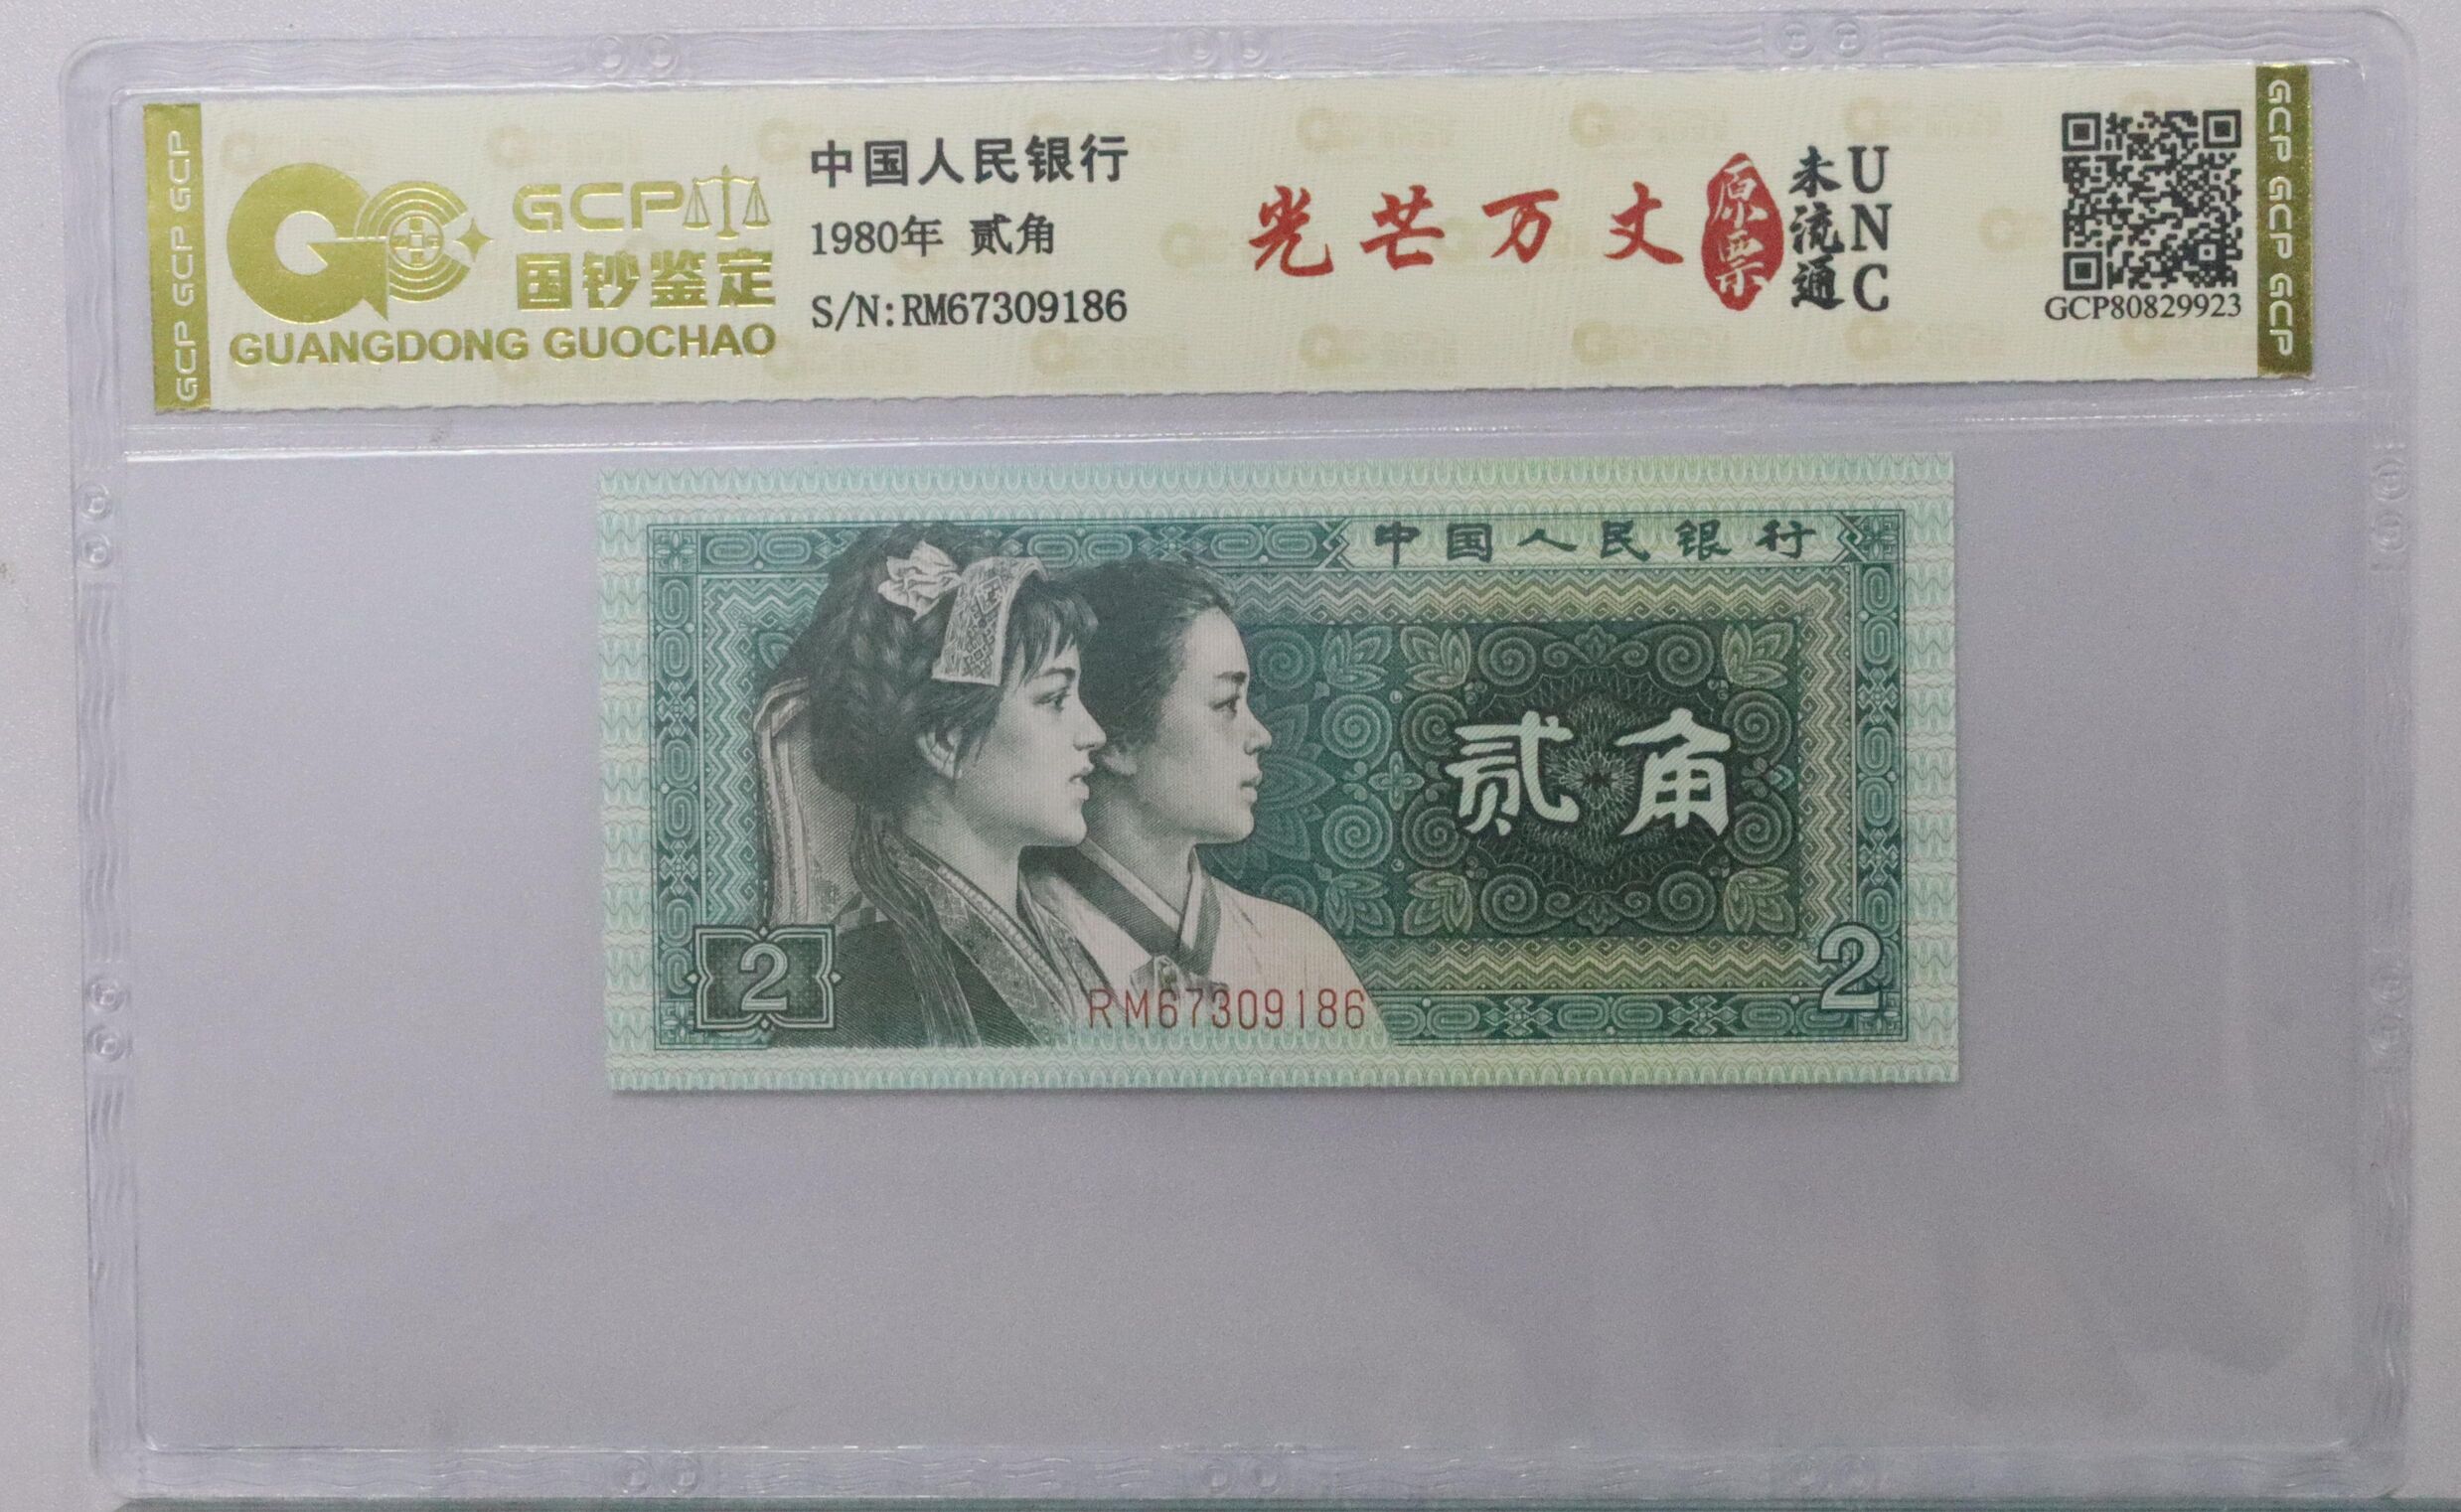 GCP GCP GCP
GCP
国钞鉴定
GUANGDONG GUOCHAO
中国人民银行
1980年 贰角
S/N:RM67309186
光芒万丈
原票
未流通
UNC
GCP80829923
GCP GCP GCP
中国人民银行
贰角
2
RM67309186
2